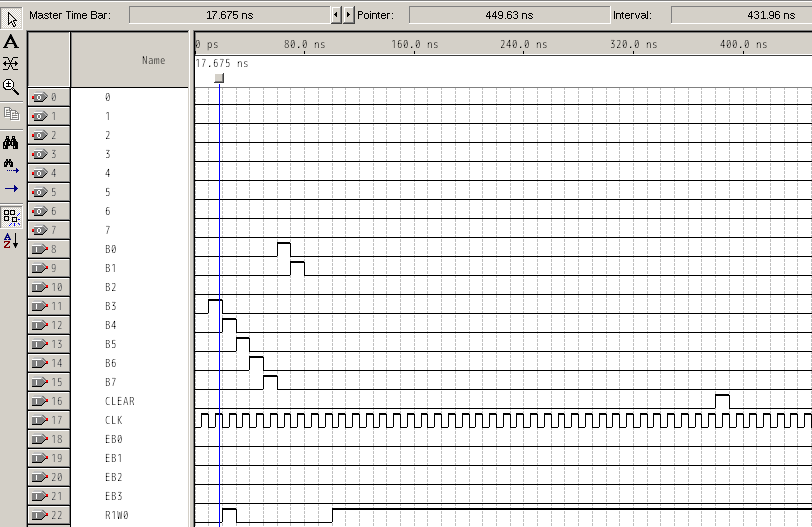 Master Time Bar: 17.675 ns Pointer: 449.63 ns Interval: 431.96 ns
A
Name 0 ps 80.0 ns 160.0 ns 240.0 ns 320.0 ns 400.0 ns
17.675 ns
0 0
1 1
2 2
3 3
4 4
5 5
6 6
7 7
8 B0
9 B1
10 B2
11 B3
12 B4
13 B5
14 B6
15 B7
16 CLEAR
17 CLK
18 EB0
19 EB1
20 EB2
21 EB3
22 R1W0
A
Z